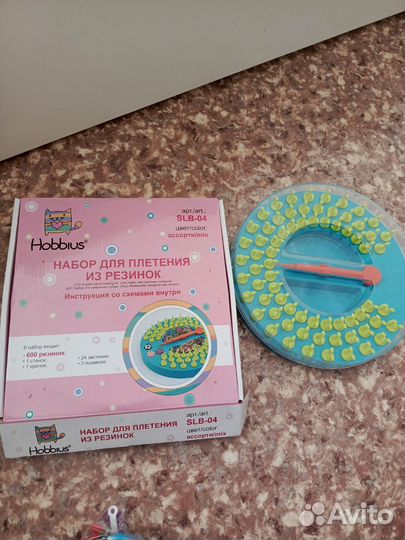 арт./art.:
SLB-04
цвет/color:
ассорти/mix
Hobbius
НАБОР ДЛЯ ПЛЕТЕНИЯ
ИЗ РЕЗИНОК
Инструкция со схемами внутри
В набор входит:
• 600 резинок;
• 1 станок;
• 1 крючок;
• 24 застежки;
• 3 подвески
Hobbius
НАБОР ДЛЯ ПЛЕТЕНИЯ
ИЗ РЕЗИНОК
арт./art.:
SLB-04
цвет/color:
ассорти/mix
Avito